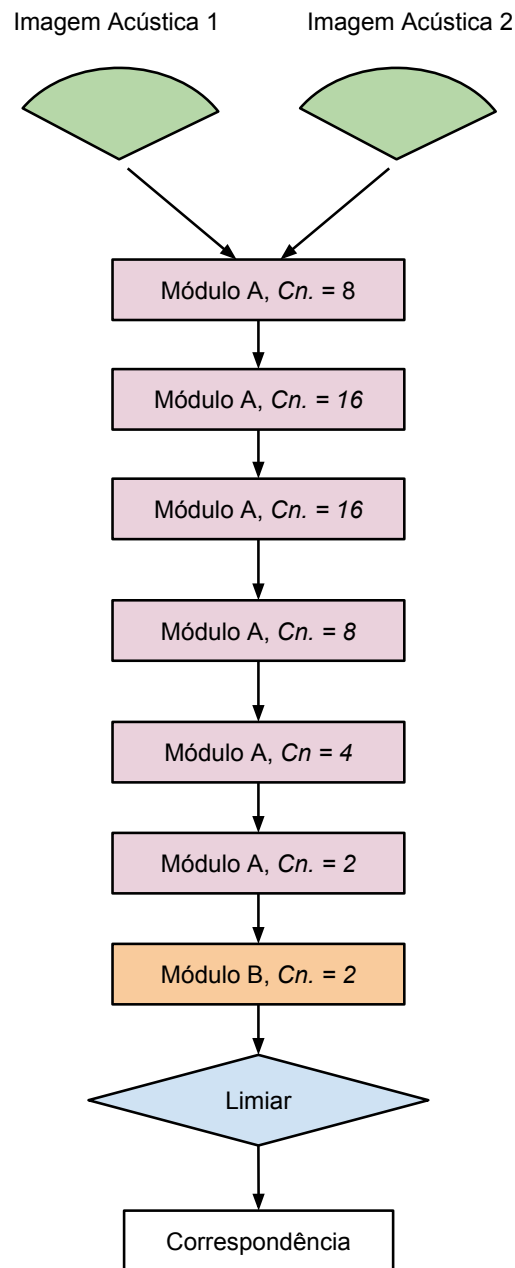 Imagem Acústica 1
Imagem Acústica 2
Módulo A, Cn. = 8
Módulo A, Cn. = 16
Módulo A, Cn. = 16
Módulo A, Cn. = 8
Módulo A, Cn = 4
Módulo A, Cn. = 2
Módulo B, Cn. = 2
Limiar
Correspondência